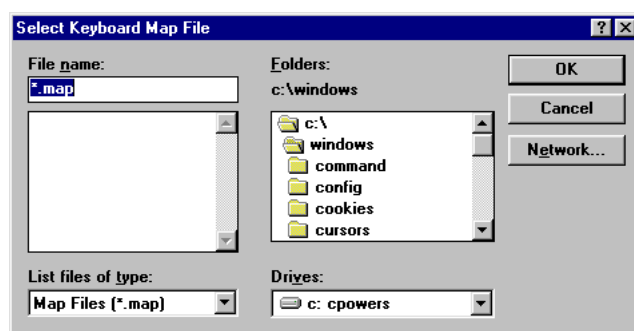 Select Keyboard Map File
File name:
*.map
List files of type:
Map Files (*.map)
Folders:
c:\windows
c:\
windows
command
config
cookies
cursors
Drives:
c: cpowers
OK
Cancel
Network...